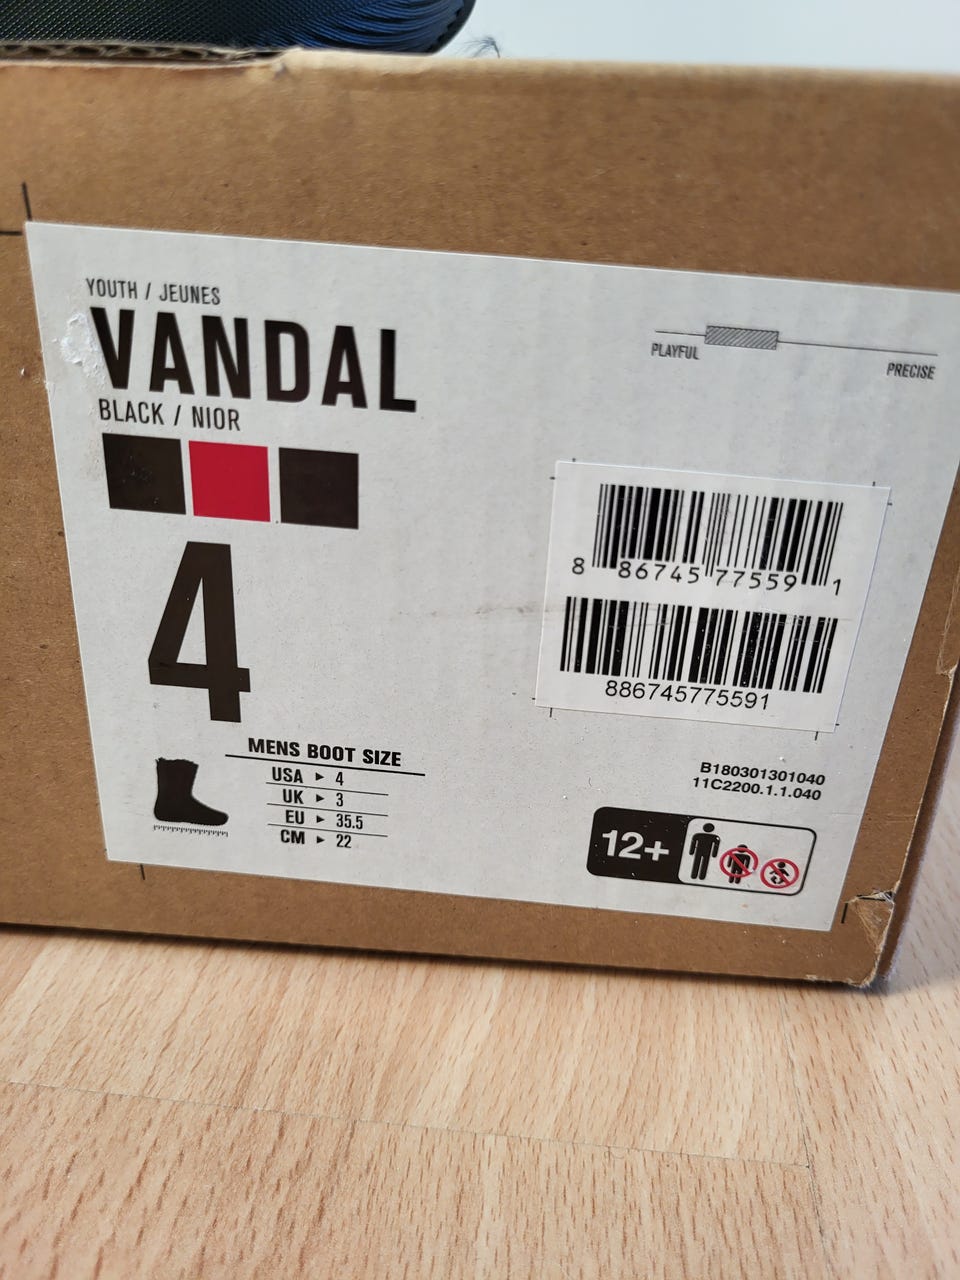 YOUTH / JEUNES
VANDAL
BLACK / NIOR
PLAYFUL
PRECISE
4
8 86745 77559 1
886745775591
MENS BOOT SIZE
USA ▸ 4
UK ▸ 3
EU ▸ 35.5
CM ▸ 22
B180301301040
11C2200.1.1.040
12+